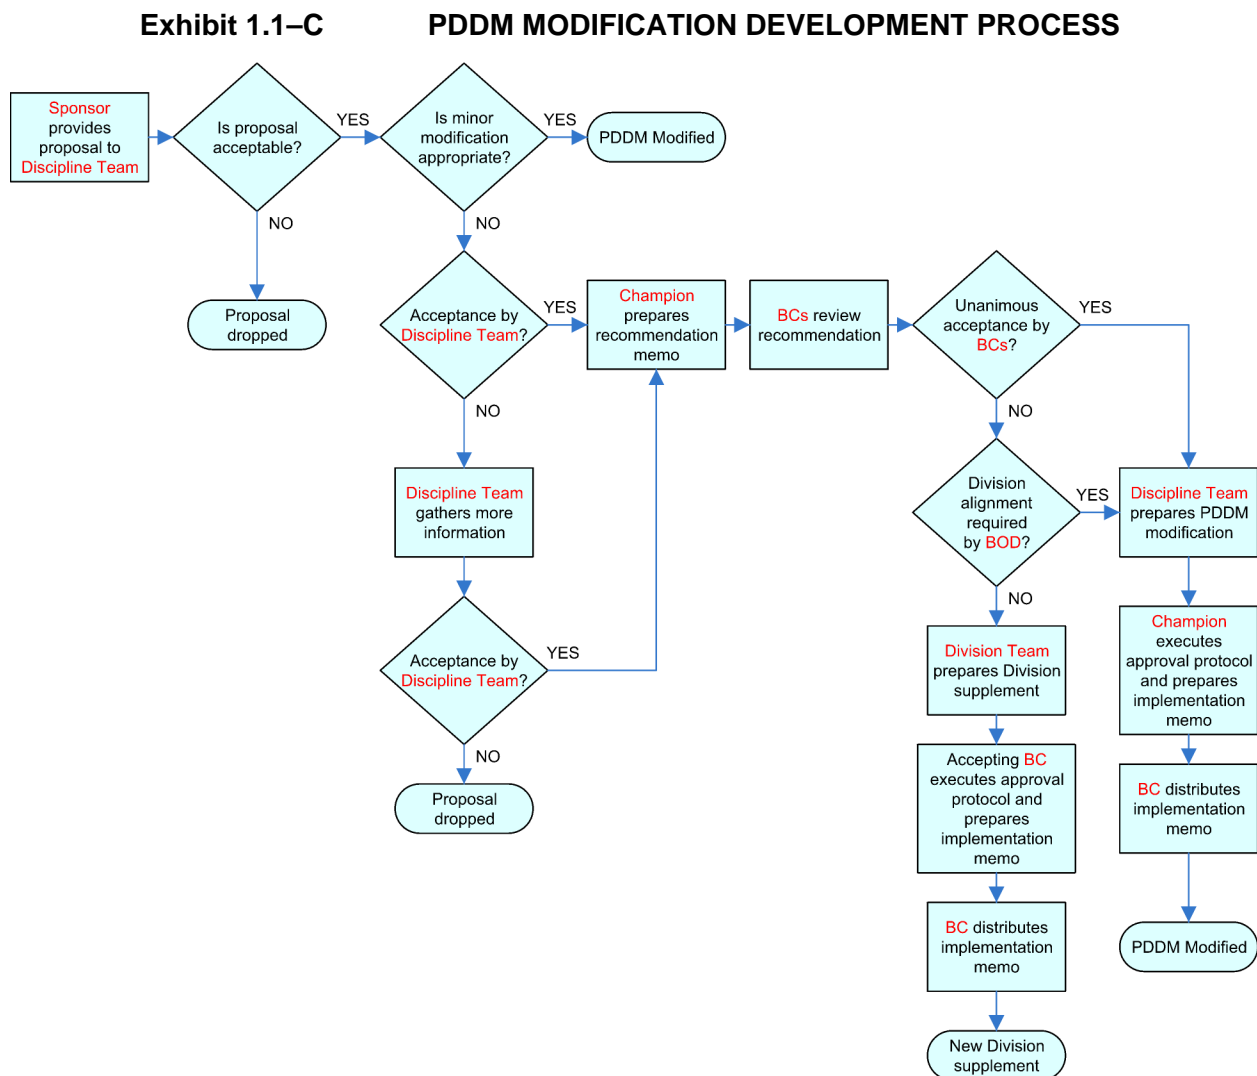 Exhibit 1.1–C PDDM MODIFICATION DEVELOPMENT PROCESS
Sponsor
provides
proposal to
Discipline Team
Is proposal
acceptable?
YES
NO
Proposal
dropped
Is minor
modification
appropriate?
YES
PDDM Modified
NO
Acceptance by
Discipline Team?
YES
NO
Champion
prepares
recommendation
memo
BCs review
recommendation
Unanimous
acceptance by
BCs?
YES
NO
Discipline Team
gathers more
information
Acceptance by
Discipline Team?
YES
NO
Proposal
dropped
Division
alignment
required
by BOD?
YES
NO
Discipline Team
prepares PDDM
modification
Champion
executes
approval protocol
and prepares
implementation
memo
BC distributes
implementation
memo
PDDM Modified
Division Team
prepares Division
supplement
Accepting BC
executes approval
protocol and
prepares
implementation
memo
BC distributes
implementation
memo
New Division
supplement